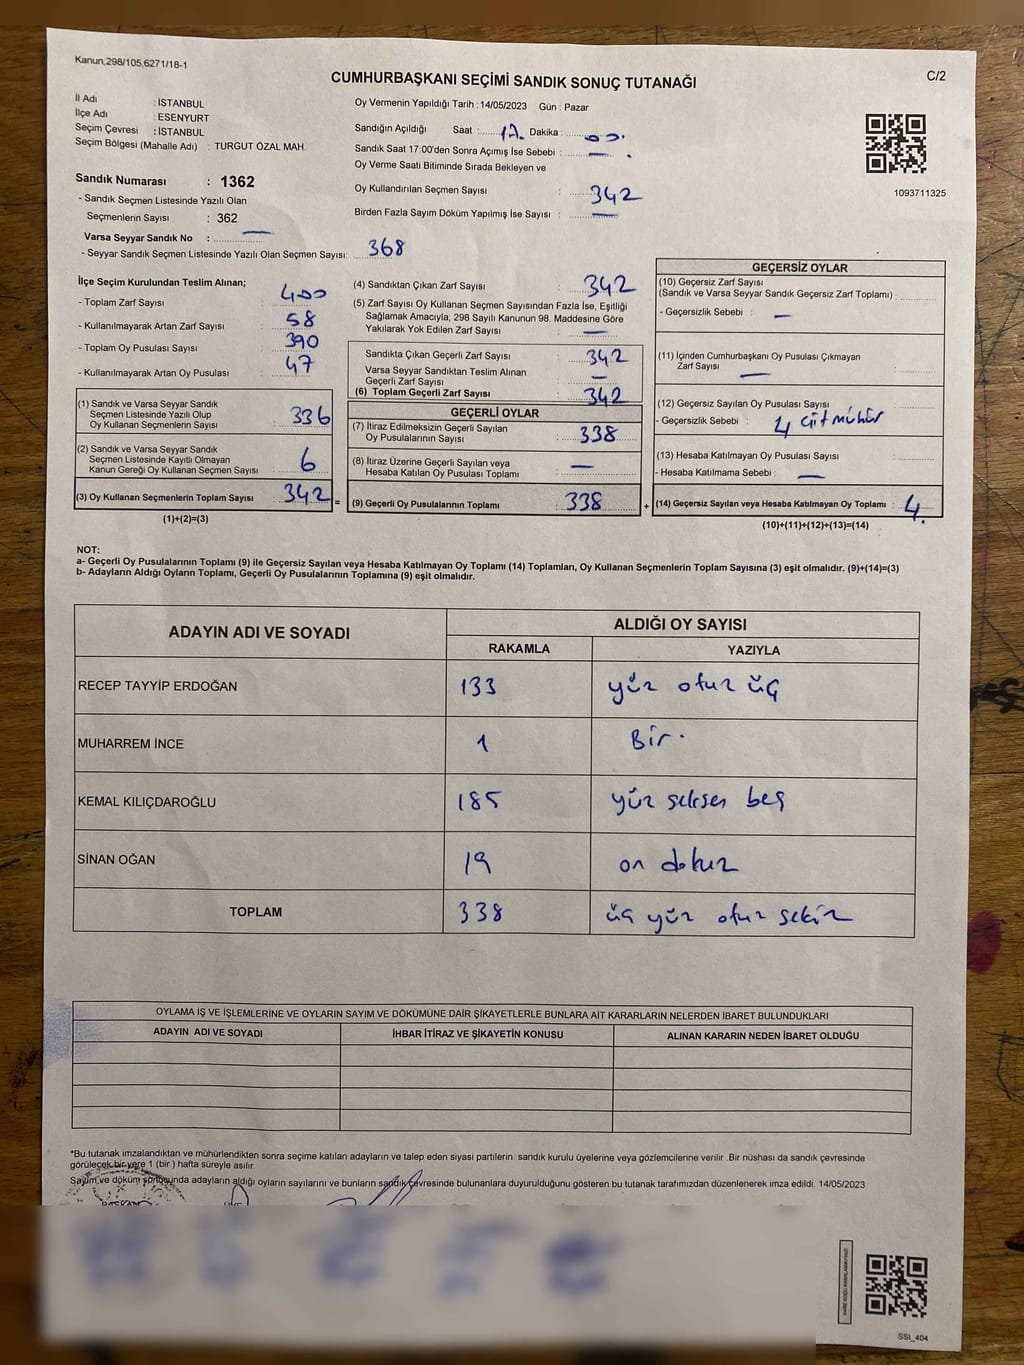 Kanun,298/105,6271/18-1
CUMHURBAŞKANI SEÇİMİ SANDIK SONUÇ TUTANAĞI
C/2
İl Adı : İSTANBUL
İlçe Adı : ESENYURT
Seçim Çevresi : İSTANBUL
Seçim Bölgesi (Mahalle Adı) : TURGUT ÖZAL MAH.
Sandık Numarası : 1362
- Sandık Seçmen Listesinde Yazılı Olan
Seçmenlerin Sayısı : 362
Varsa Seyyar Sandık No : —
- Seyyar Sandık Seçmen Listesinde Yazılı Olan Seçmen Sayısı: 368
Oy Vermenin Yapıldığı Tarih : 14/05/2023 Gün : Pazar
Sandığın Açıldığı Saat : 17 Dakika : 00
Sandık Saat 17:00'den Sonra Açımış İse Sebebi : —
Oy Verme Saati Bitiminde Sırada Bekleyen ve
Oy Kullandırılan Seçmen Sayısı : 342
Birden Fazla Sayım Döküm Yapılmış İse Sayısı : —
1093711325
İlçe Seçim Kurulundan Teslim Alınan;
- Toplam Zarf Sayısı : 400
- Kullanılmayarak Artan Zarf Sayısı : 58
- Toplam Oy Pusulası Sayısı : 390
- Kullanılmayarak Artan Oy Pusulası : 47
(1) Sandık ve Varsa Seyyar Sandık
Seçmen Listesinde Yazılı Olup
Oy Kullanan Seçmenlerin Sayısı : 336
(2) Sandık ve Varsa Seyyar Sandık
Seçmen Listesinde Kayıtlı Olmayan
Kanun Gereği Oy Kullanan Seçmen Sayısı : 6
(3) Oy Kullanan Seçmenlerin Toplam Sayısı : 342 =
(1)+(2)=(3)
(4) Sandıktan Çıkan Zarf Sayısı : 342
(5) Zarf Sayısı Oy Kullanan Seçmen Sayısından Fazla İse, Eşitliği
Sağlamak Amacıyla; 298 Sayılı Kanunun 98. Maddesine Göre
Yakılarak Yok Edilen Zarf Sayısı : —
Sandıkta Çıkan Geçerli Zarf Sayısı : 342
Varsa Seyyar Sandıktan Teslim Alınan
Geçerli Zarf Sayısı : —
(6) Toplam Geçerli Zarf Sayısı : 342
GEÇERLİ OYLAR
(7) İtiraz Edilmeksizin Geçerli Sayılan
Oy Pusulalarının Sayısı : 338
(8) İtiraz Üzerine Geçerli Sayılan veya
Hesaba Katılan Oy Pusulası Toplamı : —
(9) Geçerli Oy Pusulalarının Toplamı : 338 +
GEÇERSİZ OYLAR
(10) Geçersiz Zarf Sayısı
(Sandık ve Varsa Seyyar Sandık Geçersiz Zarf Toplamı) :
- Geçersizlik Sebebi : —
(11) İçinden Cumhurbaşkanı Oy Pusulası Çıkmayan
Zarf Sayısı : —
(12) Geçersiz Sayılan Oy Pusulası Sayısı :
- Geçersizlik Sebebi : 4 çift mühür
(13) Hesaba Katılmayan Oy Pusulası Sayısı :
- Hesaba Katılmama Sebebi : —
(14) Geçersiz Sayılan veya Hesaba Katılmayan Oy Toplamı : 4
(10)+(11)+(12)+(13)=(14)
NOT:
a- Geçerli Oy Pusulalarının Toplamı (9) ile Geçersiz Sayılan veya Hesaba Katılmayan Oy Toplamı (14) Toplamları, Oy Kullanan Seçmenlerin Toplam Sayısına (3) eşit olmalıdır. (9)+(14)=(3)
b- Adayların Aldığı Oyların Toplamı, Geçerli Oy Pusulalarının Toplamına (9) eşit olmalıdır.
ADAYIN ADI VE SOYADI
ALDIĞI OY SAYISI
RAKAMLA YAZIYLA
RECEP TAYYİP ERDOĞAN 133 yüz otuz üç
MUHARREM İNCE 1 Bir.
KEMAL KILIÇDAROĞLU 185 yüz seksen beş
SİNAN OĞAN 19 on dokuz
TOPLAM 338 üç yüz otuz sekiz
OYLAMA İŞ VE İŞLEMLERİNE VE OYLARIN SAYIM VE DÖKÜMÜNE DAİR ŞİKAYETLERLE BUNLARA AİT KARARLARIN NELERDEN İBARET BULUNDUKLARI
ADAYIN ADI VE SOYADI İHBAR İTİRAZ VE ŞİKAYETİN KONUSU ALINAN KARARIN NEDEN İBARET OLDUĞU
*Bu tutanak imzalandıktan ve mühürlendikten sonra seçime katılan adayların ve talep eden siyasi partilerin sandık kurulu üyelerine veya gözlemcilerine verilir. Bir nüshası da sandık çevresinde
görülecek bir yere 1 (bir ) hafta süreyle asılır.
Sayım ve döküm sonucunda adayların aldığı oyların sayılarını ve bunların sandık çevresinde bulunanlara duyurulduğunu gösteren bu tutanak tarafımızdan düzenlenerek imza edildi. 14/05/2023
BAŞKAN
SSI_404